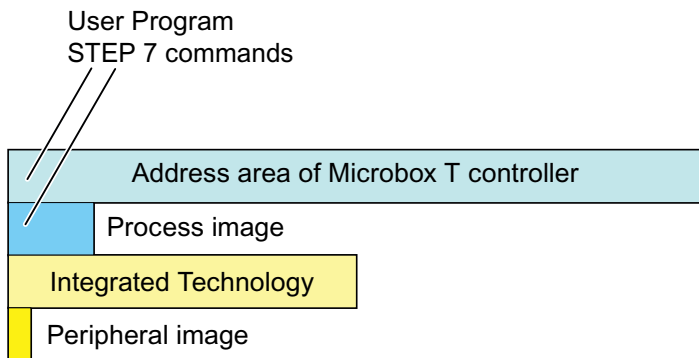 User Program
STEP 7 commands
Address area of Microbox T controller
Process image
Integrated Technology
Peripheral image